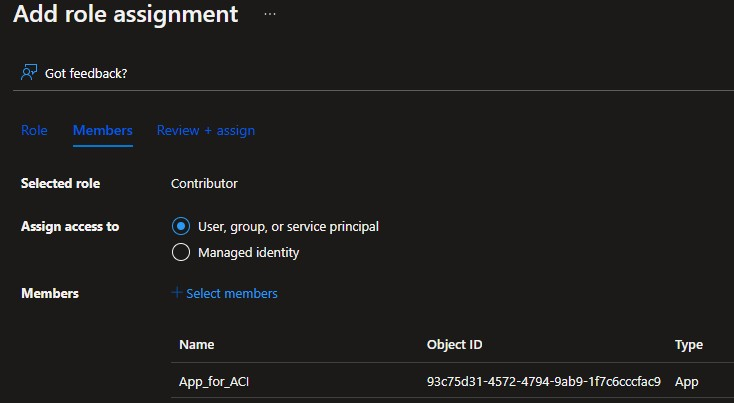 Add role assignment ...
Got feedback?
Role Members Review + assign
Selected role Contributor
Assign access to User, group, or service principal
Managed identity
Members + Select members
Name Object ID Type
App_for_ACI 93c75d31-4572-4794-9ab9-1f7c6cccfac9 App